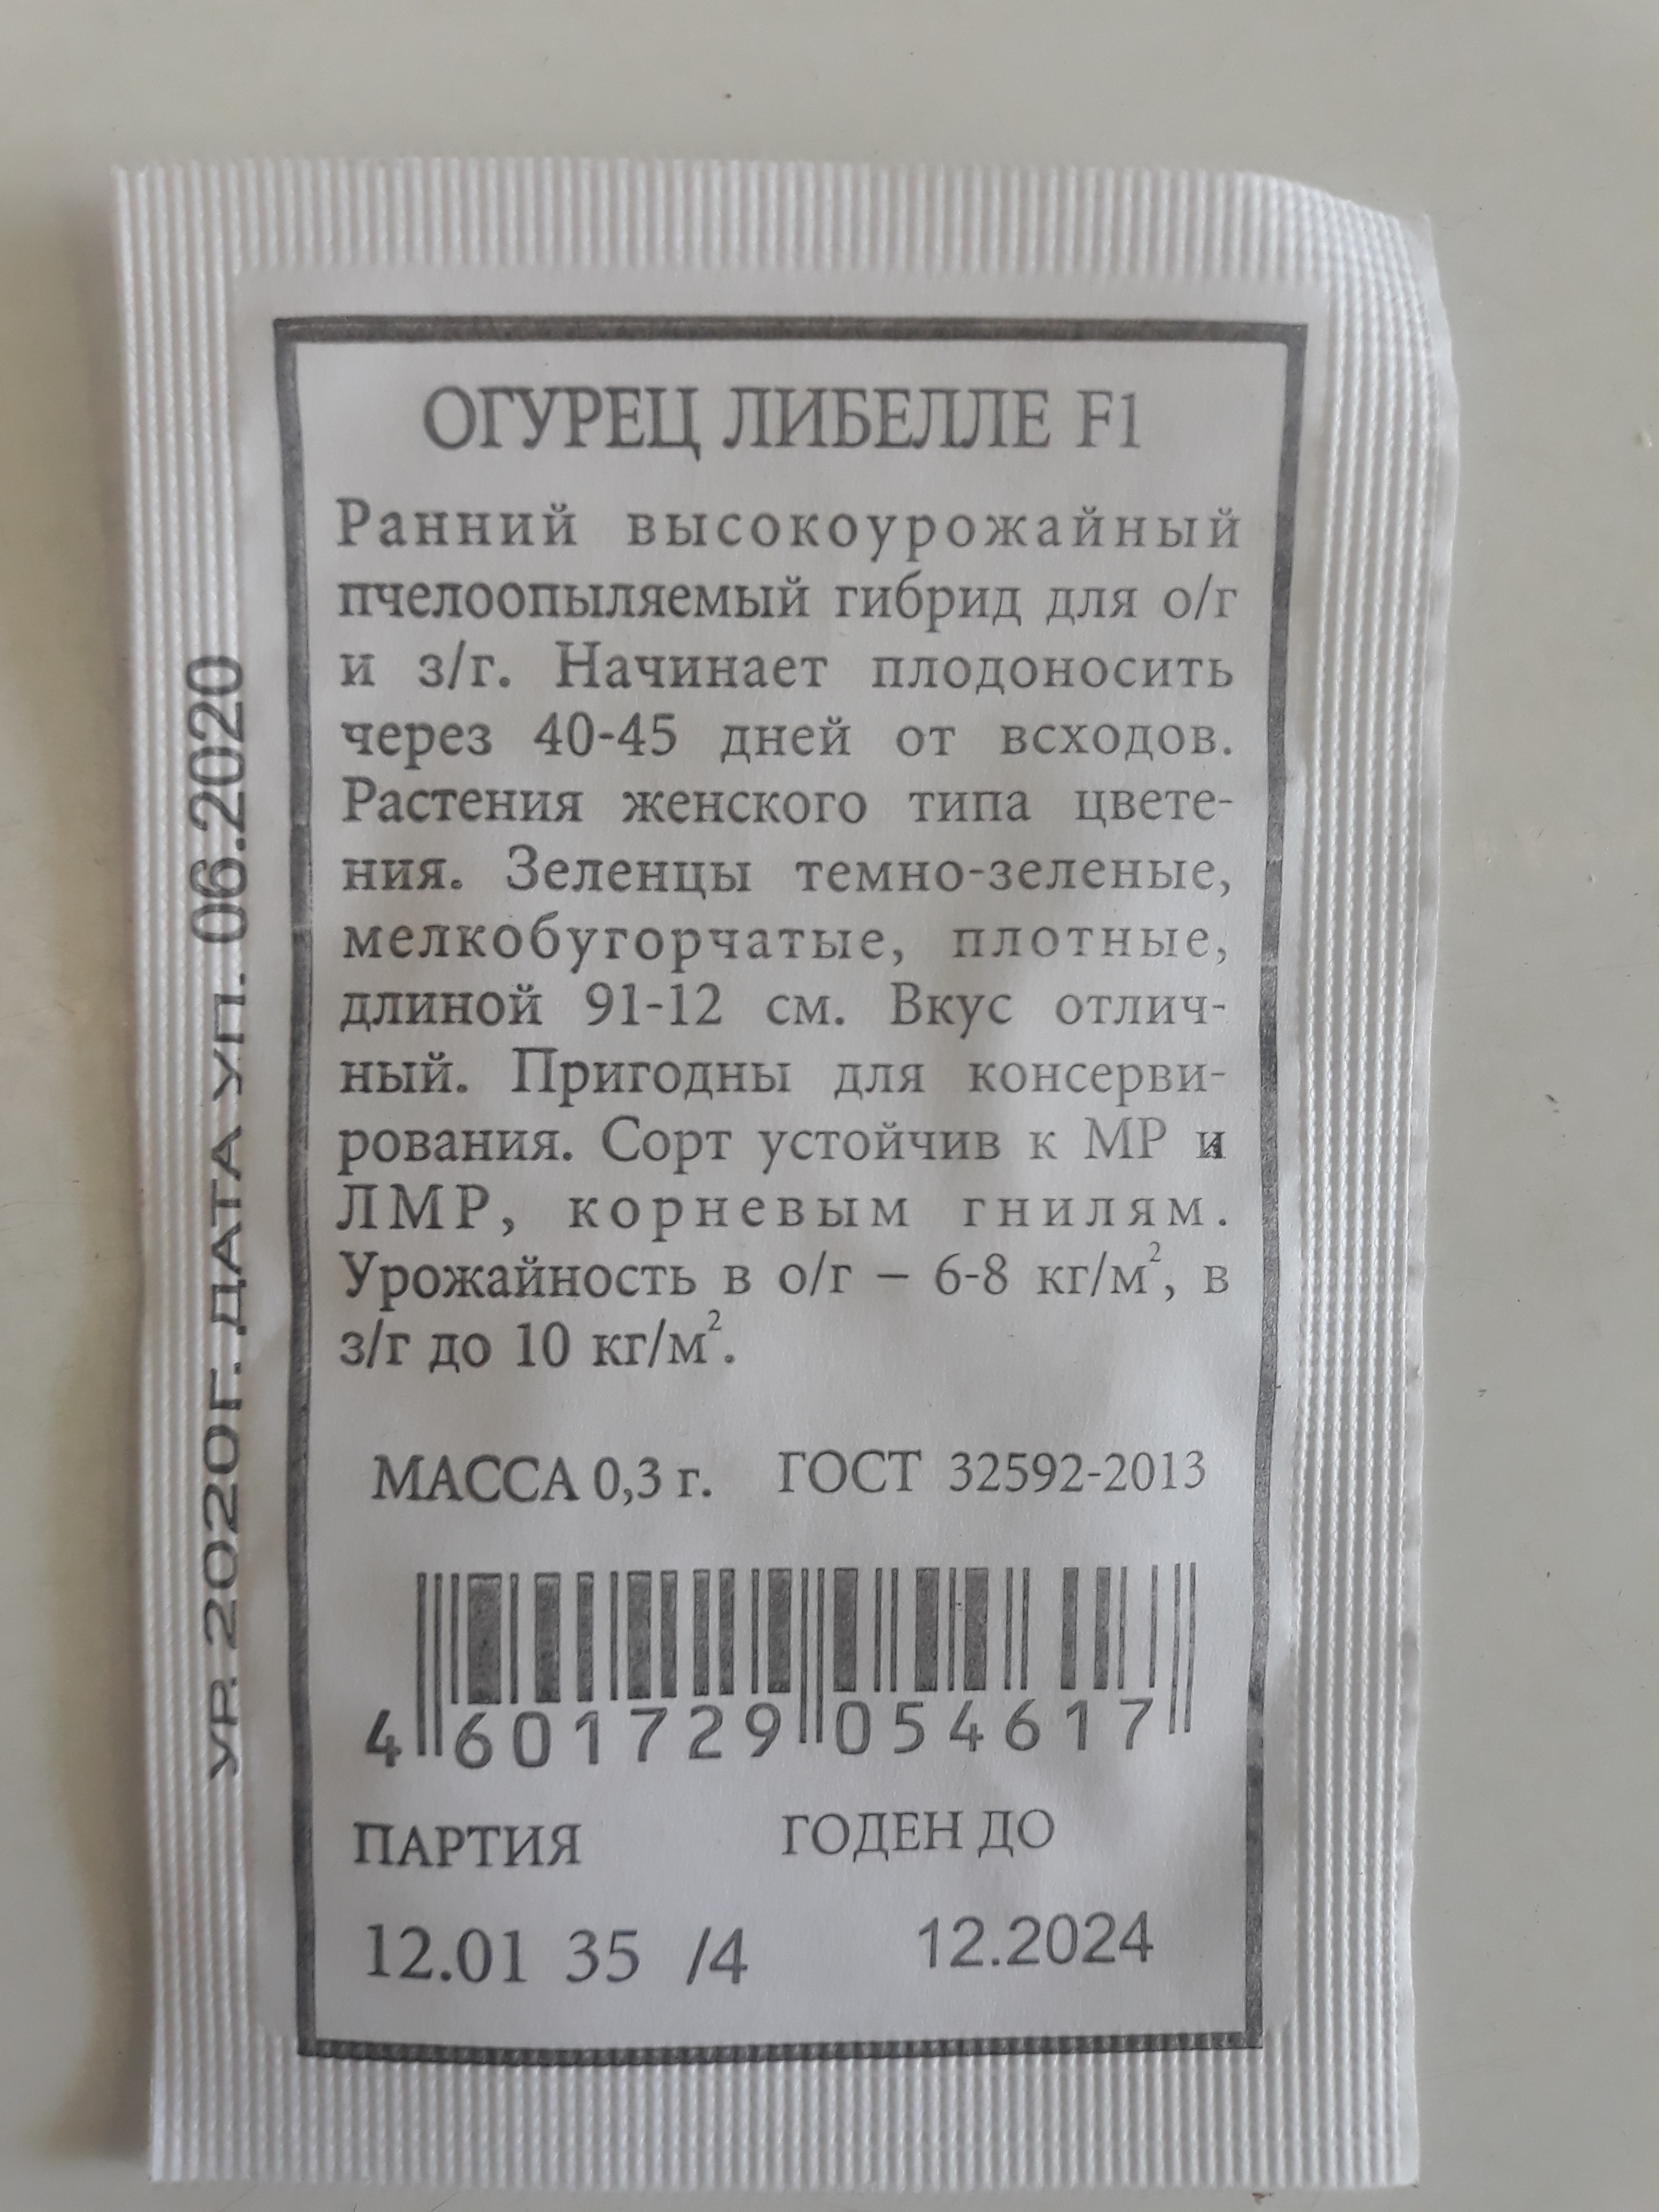 ОГУРЕЦ ЛИБЕЛЛЕ F1
Ранний высокоурожайный
пчелоопыляемый гибрид для о/г
и з/г. Начинает плодоносить
через 40-45 дней от всходов.
Растения женского типа цвете-
ния. Зеленцы темно-зеленые,
мелкобугорчатые, плотные,
длиной 91-12 см. Вкус отлич-
ный. Пригодны для консерви-
рования. Сорт устойчив к МР и
ЛМР, корневым гнилям.
Урожайность в о/г – 6-8 кг/м², в
з/г до 10 кг/м².
МАССА 0,3 г. ГОСТ 32592-2013
4 601729 054617
ПАРТИЯ ГОДЕН ДО
12.01 35 /4 12.2024
УР. 2020Г. ДАТА УП. 06.2020